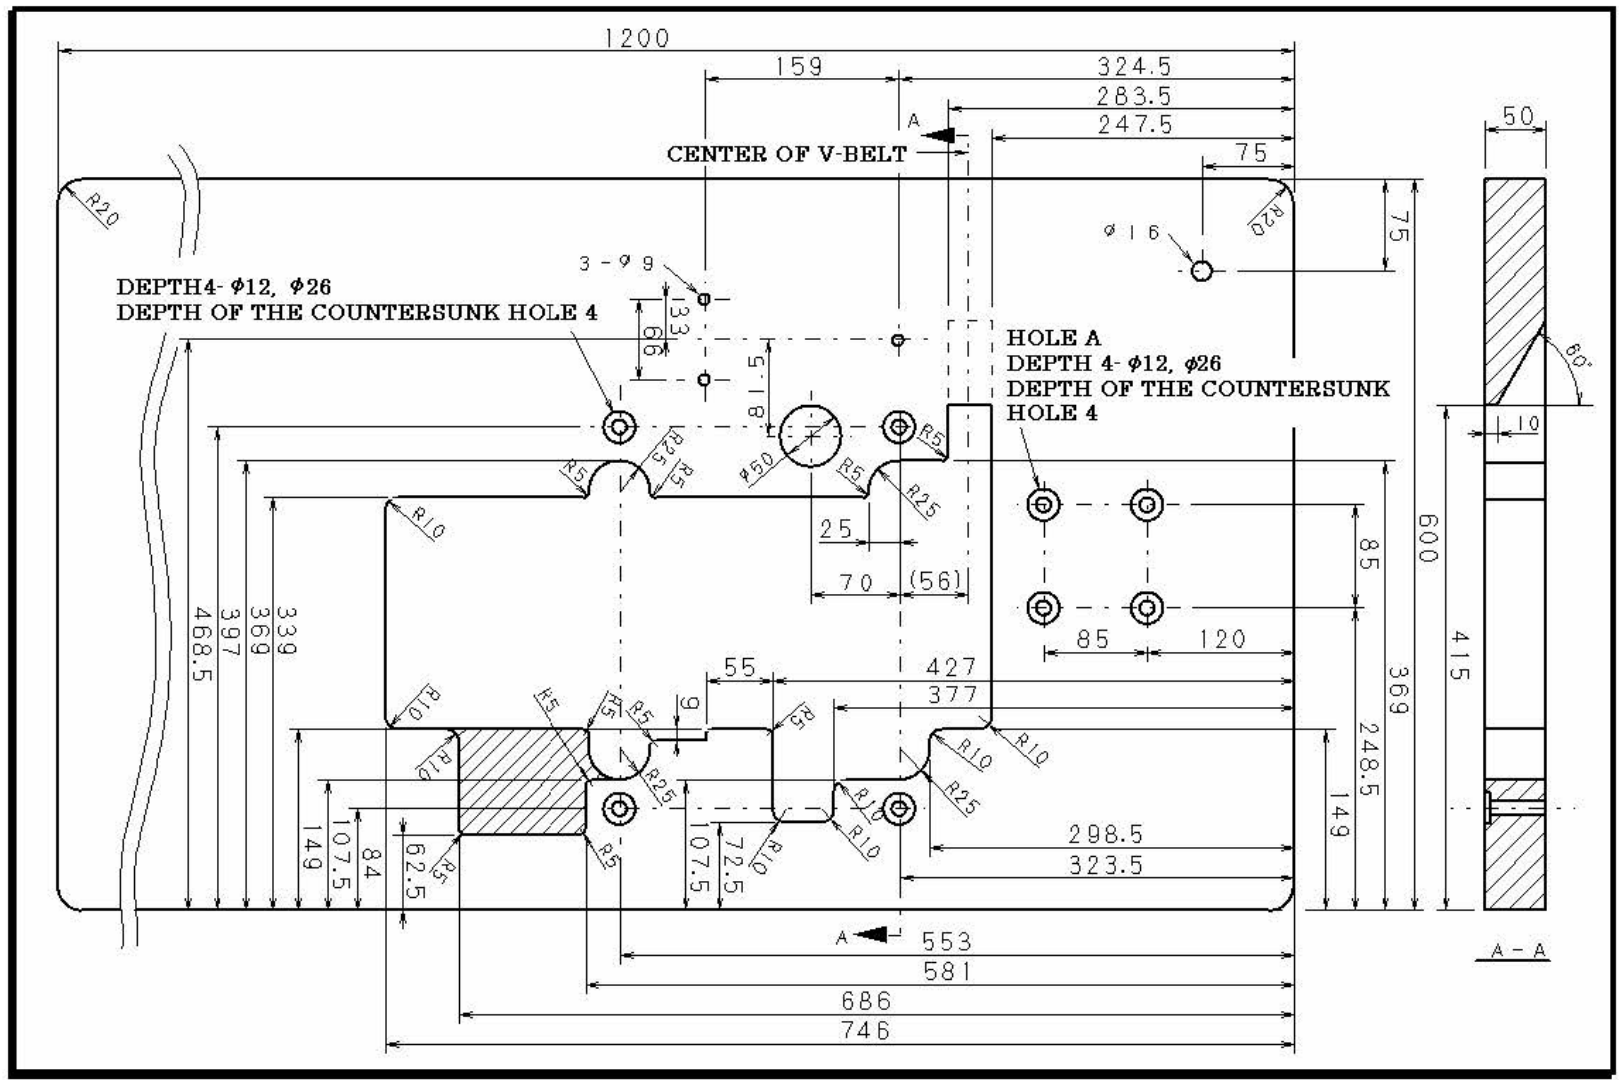 1200
159
324.5
283.5
A
247.5
50
CENTER OF V-BELT
75
R20
R20
75
φ16
3-φ9
DEPTH4- φ12, φ26
DEPTH OF THE COUNTERSUNK HOLE 4
33
66
HOLE A
DEPTH 4- φ12, φ26
DEPTH OF THE COUNTERSUNK
HOLE 4
60°
81.5
10
R5
R25
R5
R5
φ50
R5
R25
R10
25
600
85
70
(56)
468.5
397
369
339
85
120
415
55
427
369
377
R10
R5
R5
R5
9
R5
248.5
R10
R10
R10
R25
R25
R10
149
107.5
84
62.5
R5
R5
107.5
72.5
R10
R10
298.5
149
323.5
A
553
A-A
581
686
746